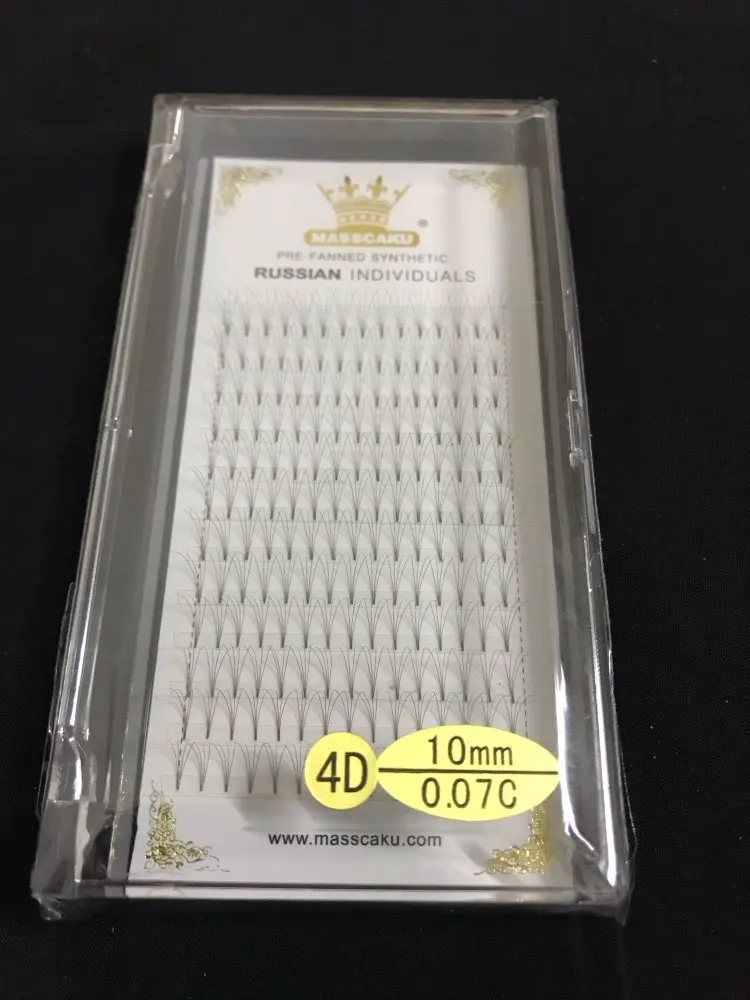 MASSCAKU ®
PRE-FANNED SYNTHETIC
RUSSIAN INDIVIDUALS
4D
10mm
0.07C
www.masscaku.com